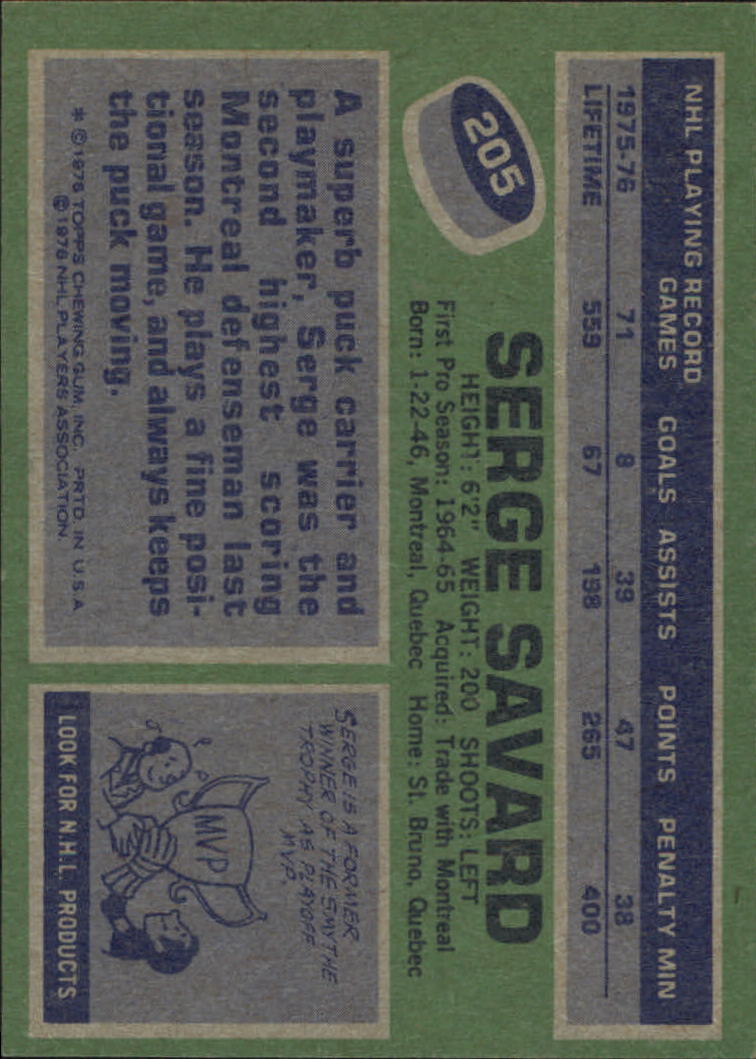 NHL PLAYING RECORD
GAMES GOALS ASSISTS POINTS PENALTY MIN
1975-76 71 8 39 47 38
LIFETIME 559 67 198 265 400
205
SERGE SAVARD
HEIGHT: 6'2" WEIGHT: 200 SHOOTS: LEFT
First Pro Season: 1964-65 Acquired: Trade with Montreal
Born: 1-22-46, Montreal, Quebec Home: St. Bruno, Quebec
A superb puck carrier and
playmaker, Serge was the
second highest scoring
Montreal defenseman last
season. He plays a fine posi-
tional game, and always keeps
the puck moving.
* © 1976 TOPPS CHEWING GUM, INC. PRTD. IN U.S.A
© 1976 NHL PLAYERS ASSOCIATION.
SERGE IS A FORMER
WINNER OF THE SMYTHE
TROPHY AS PLAYOFF
MVP.
MVP
LOOK FOR N.H.L. PRODUCTS